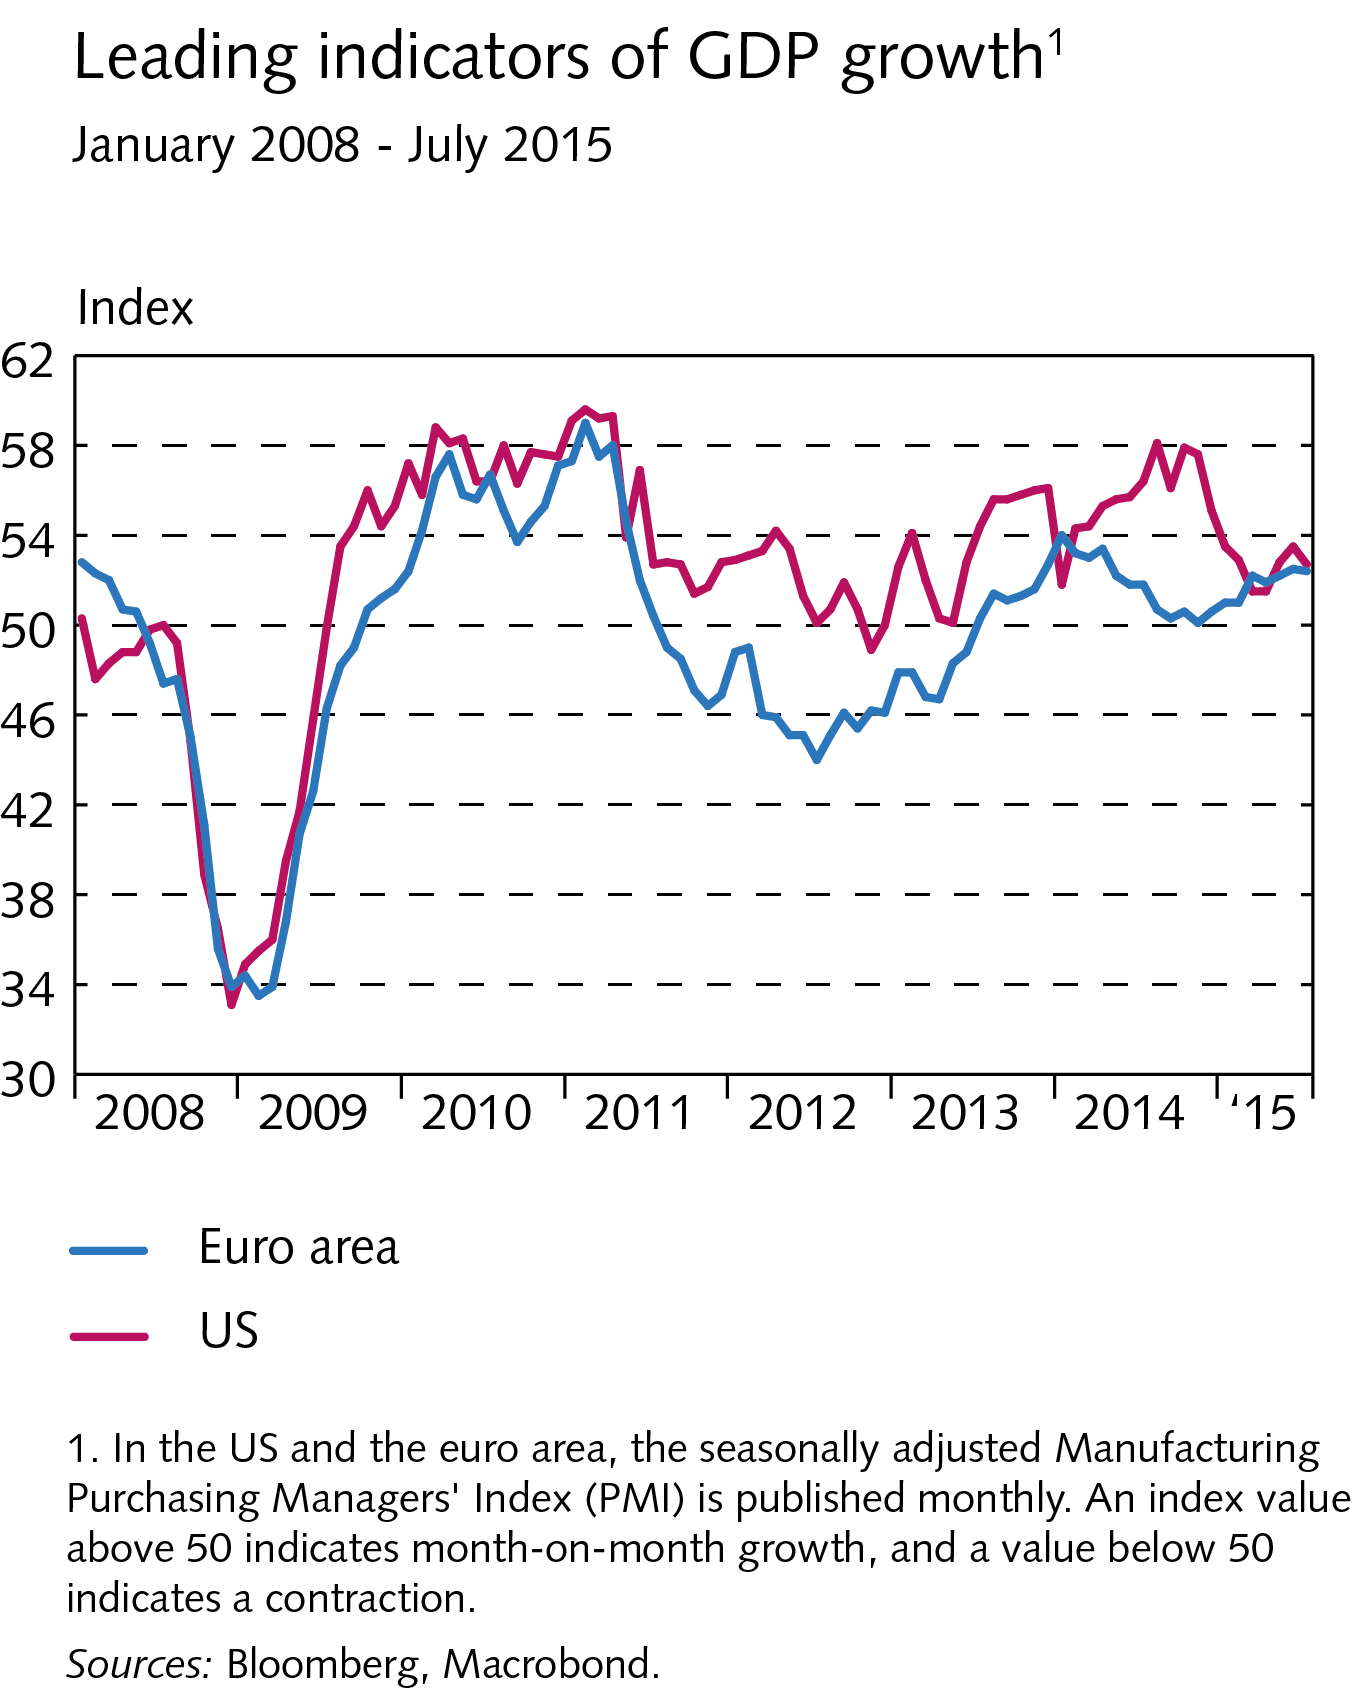 Leading indicators of GDP growth¹
January 2008 - July 2015
Index
62
58
54
50
46
42
38
34
30
2008 2009 2010 2011 2012 2013 2014 ‘15
Euro area
US
1. In the US and the euro area, the seasonally adjusted Manufacturing
Purchasing Managers' Index (PMI) is published monthly. An index value
above 50 indicates month-on-month growth, and a value below 50
indicates a contraction.
Sources: Bloomberg, Macrobond.